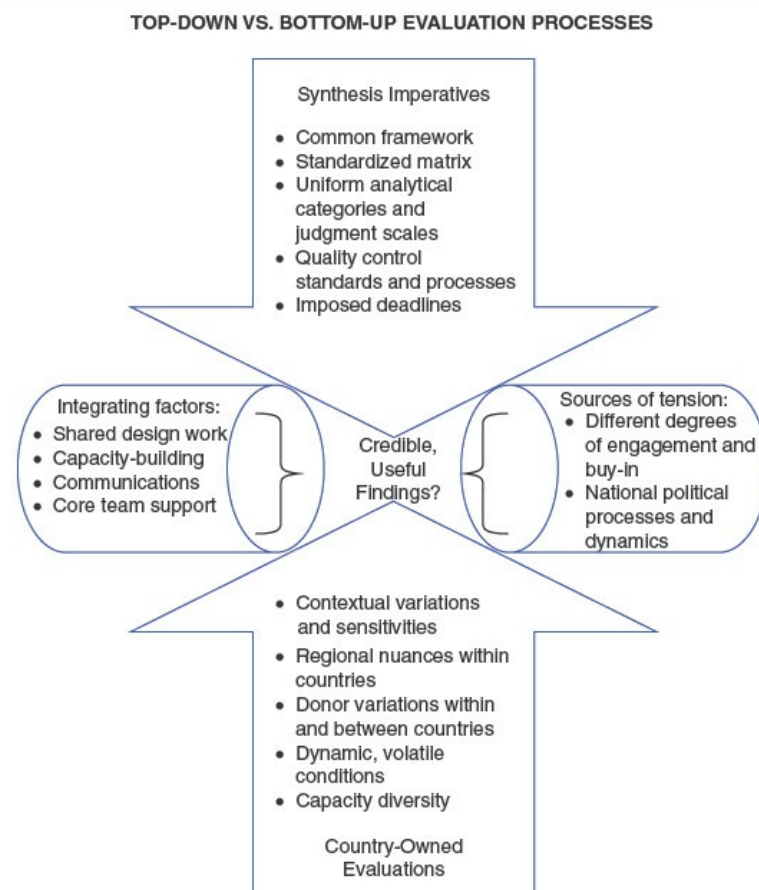 TOP-DOWN VS. BOTTOM-UP EVALUATION PROCESSES
Synthesis Imperatives
• Common framework
• Standardized matrix
• Uniform analytical
categories and
judgment scales
• Quality control
standards and processes
• Imposed deadlines
Integrating factors:
• Shared design work
• Capacity-building
• Communications
• Core team support
Credible,
Useful
Findings?
Sources of tension:
• Different degrees
of engagement and
buy-in
• National political
processes and
dynamics
• Contextual variations
and sensitivities
• Regional nuances within
countries
• Donor variations within
and between countries
• Dynamic, volatile
conditions
• Capacity diversity
Country-Owned
Evaluations